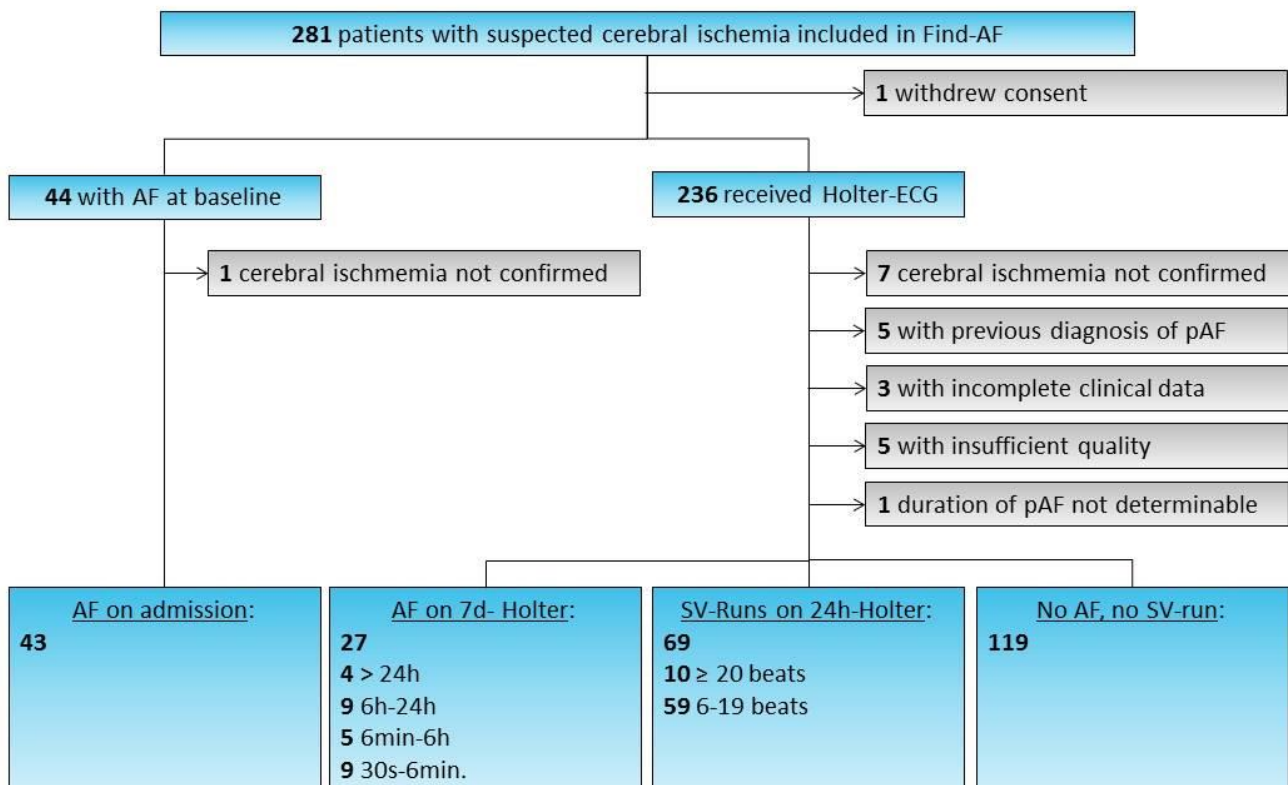 281 patients with suspected cerebral ischemia included in Find-AF
1 withdrew consent
44 with AF at baseline
236 received Holter-ECG
1 cerebral ischmemia not confirmed
7 cerebral ischmemia not confirmed
5 with previous diagnosis of pAF
3 with incomplete clinical data
5 with insufficient quality
1 duration of pAF not determinable
AF on admission:
43
AF on 7d- Holter:
27
4 > 24h
9 6h-24h
5 6min-6h
9 30s-6min.
SV-Runs on 24h-Holter:
69
10 ≥ 20 beats
59 6-19 beats
No AF, no SV-run:
119